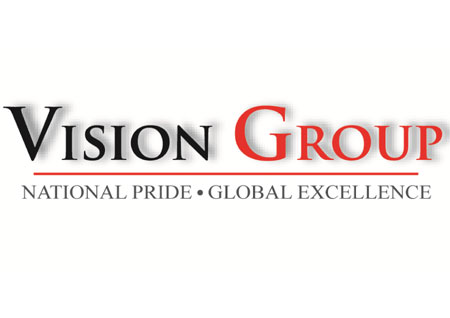 VISION GROUP
NATIONAL PRIDE • GLOBAL EXCELLENCE